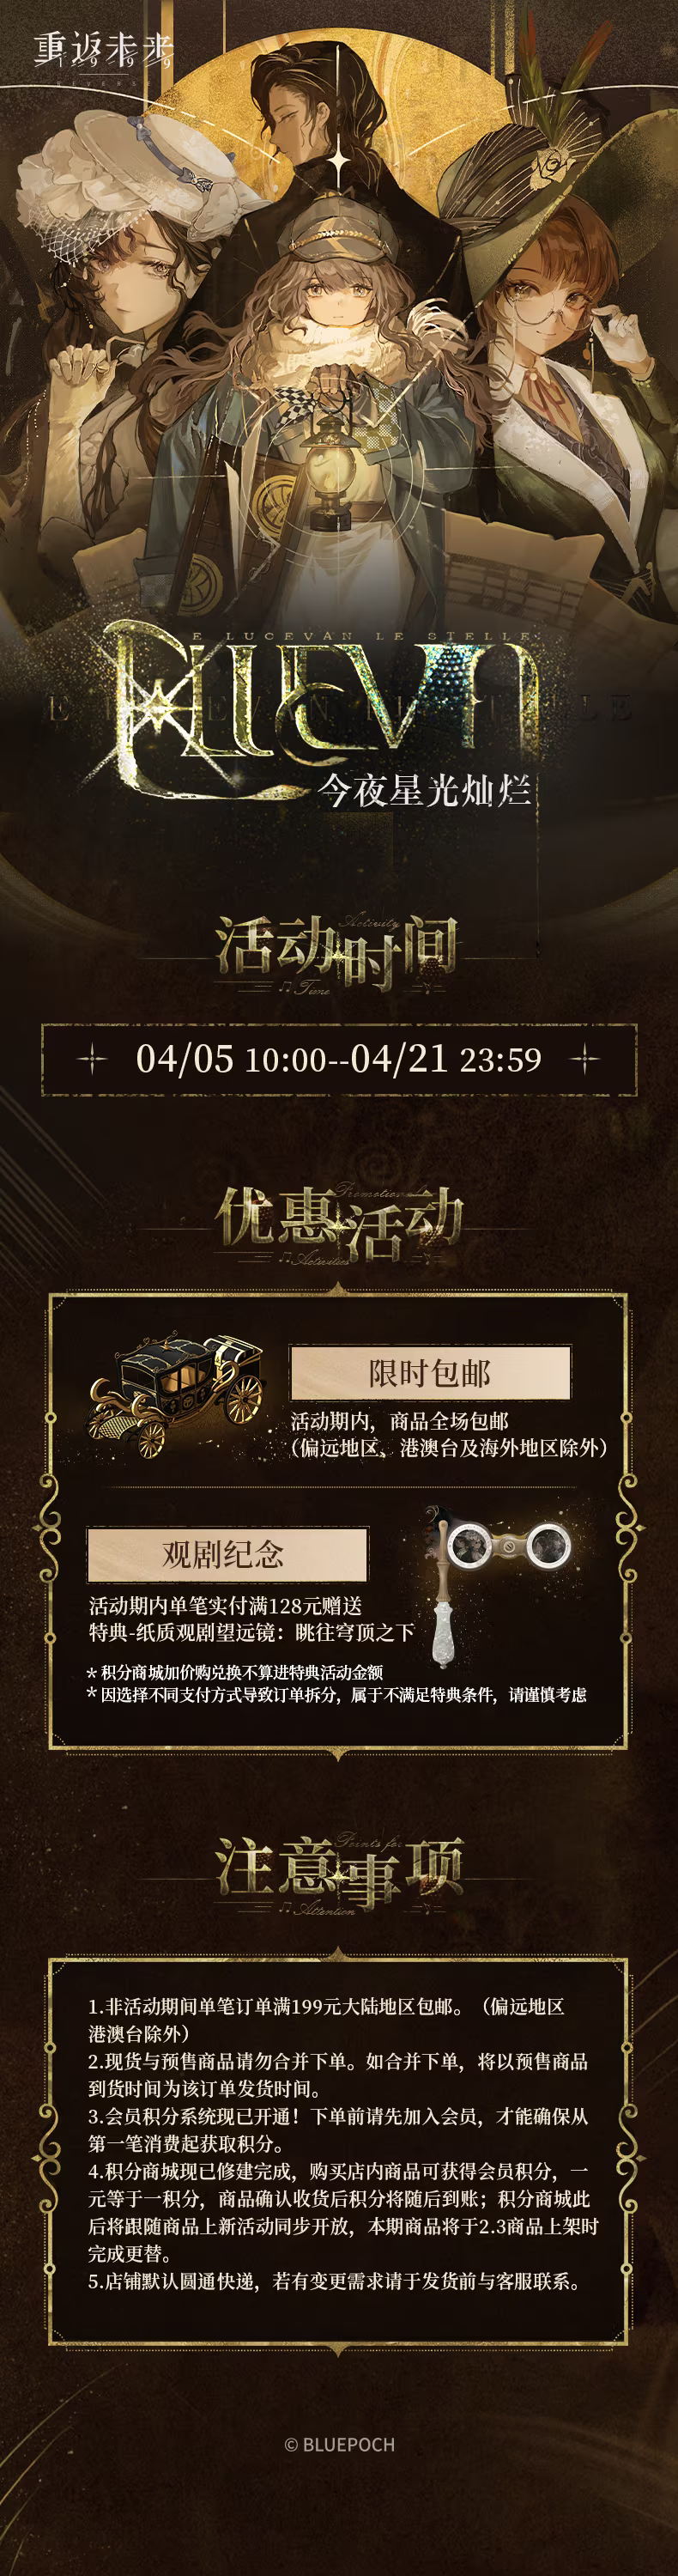 重返未来
1999
REVERSE
E LUCEVAN LE STELLE
ELLEVN
今夜星光灿烂
Activity
活动时间
Time
04/05 10:00--04/21 23:59
Promotional
优惠活动
Activities
限时包邮
活动期内，商品全场包邮
（偏远地区、港澳台及海外地区除外）
观剧纪念
活动期内单笔实付满128元赠送
特典-纸质观剧望远镜：眺往穹顶之下
*积分商城加价购兑换不算进特典活动金额
*因选择不同支付方式导致订单拆分，属于不满足特典条件，请谨慎考虑
Points for
注意事项
Attention
1.非活动期间单笔订单满199元大陆地区包邮。（偏远地区
港澳台除外）
2.现货与预售商品请勿合并下单。如合并下单，将以预售商品
到货时间为该订单发货时间。
3.会员积分系统现已开通！下单前请先加入会员，才能确保从
第一笔消费起获取积分。
4.积分商城现已修建完成，购买店内商品可获得会员积分，一
元等于一积分，商品确认收货后积分将随后到账；积分商城此
后将跟随商品上新活动同步开放，本期商品将于2.3商品上架时
完成更替。
5.店铺默认圆通快递，若有变更需求请于发货前与客服联系。
© BLUEPOCH